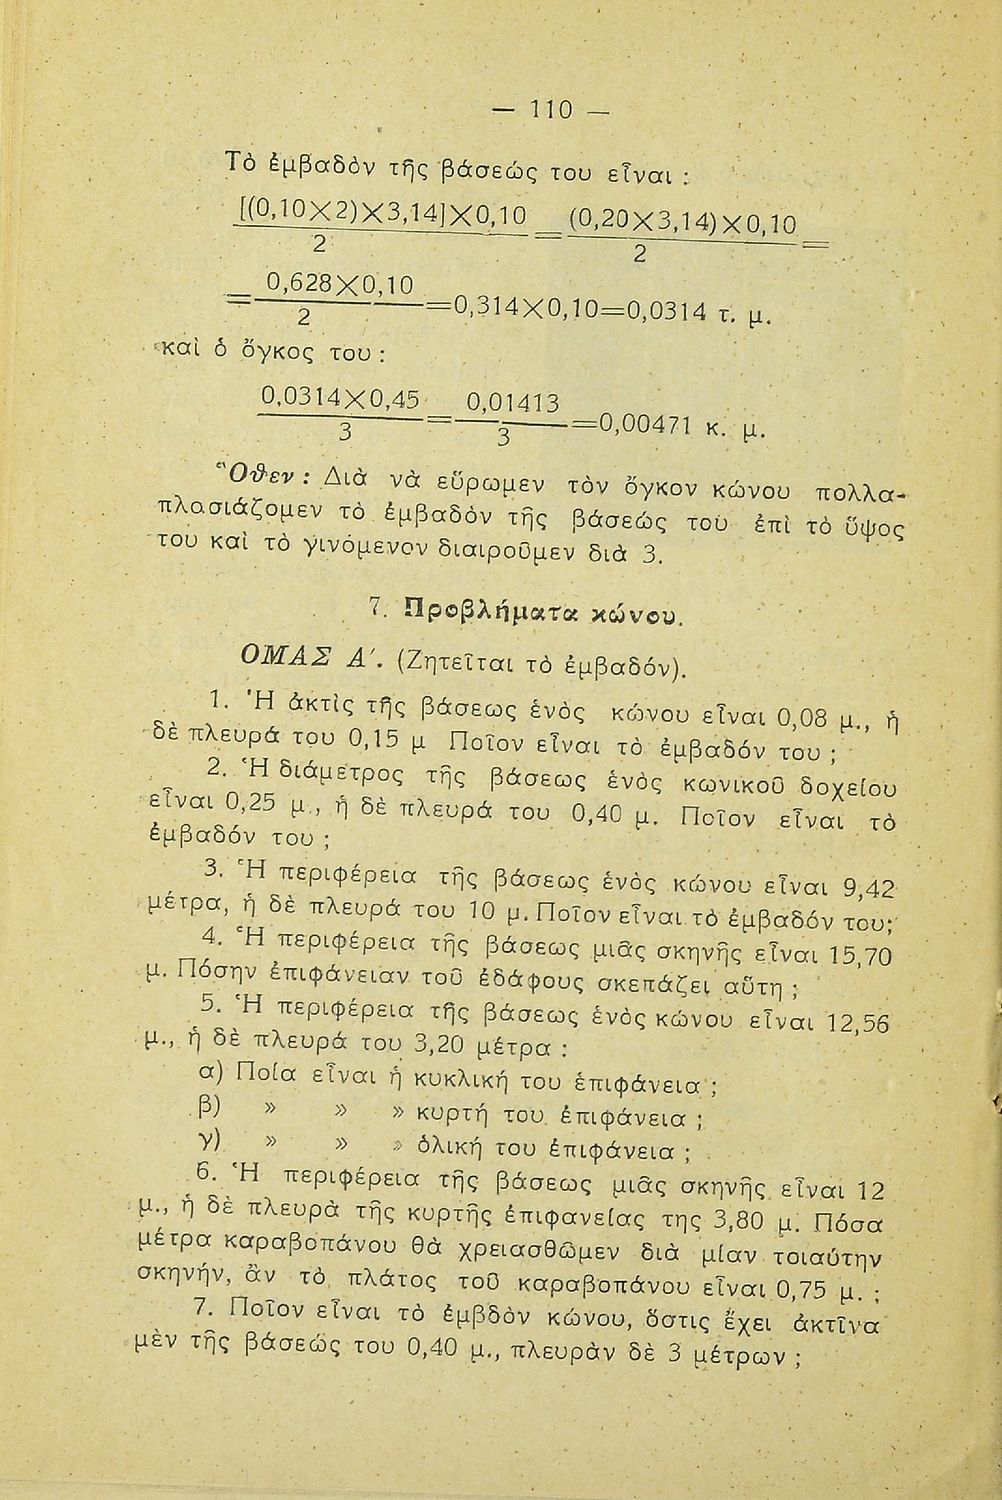 — 110 —
Τὸ ἐμβαδὸν τῆς βάσεώς του εἶναι :
[(0,10×2)×3,14]×0,10 / 2 = (0,20×3,14)×0,10 / 2 =
= 0,628×0,10 / 2 =0,314×0,10=0,0314 τ. μ.
καὶ ὁ ὄγκος του :
0,0314×0,45 / 3 = 0,01413 / 3 =0,00471 κ. μ.
Ὅθεν : Διὰ νὰ εὕρωμεν τὸν ὄγκον κώνου πολλα-
πλασιάζομεν τὸ ἐμβαδὸν τῆς βάσεώς του ἐπὶ τὸ ὕψος
του καὶ τὸ γινόμενον διαιροῦμεν διὰ 3.
7. Προβλήματα κώνου.
ΟΜΑΣ Α΄. (Ζητεῖται τὸ ἐμβαδόν).
1. Ἡ ἀκτὶς τῆς βάσεως ἑνὸς κώνου εἶναι 0,08 μ., ἡ
δὲ πλευρά του 0,15 μ Ποῖον εἶναι τὸ ἐμβαδόν του ;
2. Ἡ διάμετρος τῆς βάσεως ἑνὸς κωνικοῦ δοχείου
εἶναι 0,25 μ., ἡ δὲ πλευρά του 0,40 μ. Ποῖον εἶναι τὸ
ἐμβαδόν του ;
3. Ἡ περιφέρεια τῆς βάσεως ἑνὸς κώνου εἶναι 9,42
μέτρα, ἡ δὲ πλευρά του 10 μ. Ποῖον εἶναι τὸ ἐμβαδόν του;
4. Ἡ περιφέρεια τῆς βάσεως μιᾶς σκηνῆς εἶναι 15,70
μ. Πόσην ἐπιφάνειαν τοῦ ἐδάφους σκεπάζει αὕτη ;
5. Ἡ περιφέρεια τῆς βάσεως ἑνὸς κώνου εἶναι 12,56
μ., ἡ δὲ πλευρά του 3,20 μέτρα :
α) Ποία εἶναι ἡ κυκλική του ἐπιφάνεια ;
β) » » » κυρτή του ἐπιφάνεια ;
γ) » » » ὁλική του ἐπιφάνεια ;
6. Ἡ περιφέρεια τῆς βάσεως μιᾶς σκηνῆς εἶναι 12
μ., ἡ δὲ πλευρὰ τῆς κυρτῆς ἐπιφανείας της 3,80 μ. Πόσα
μέτρα καραβοπάνου θὰ χρειασθῶμεν διὰ μίαν τοιαύτην
σκηνήν, ἂν τὸ πλάτος τοῦ καραβοπάνου εἶναι 0,75 μ. ;
7. Ποῖον εἶναι τὸ ἐμβδὸν κώνου, ὅστις ἔχει ἀκτῖνα
μὲν τῆς βάσεώς του 0,40 μ., πλευρὰν δὲ 3 μέτρων ;